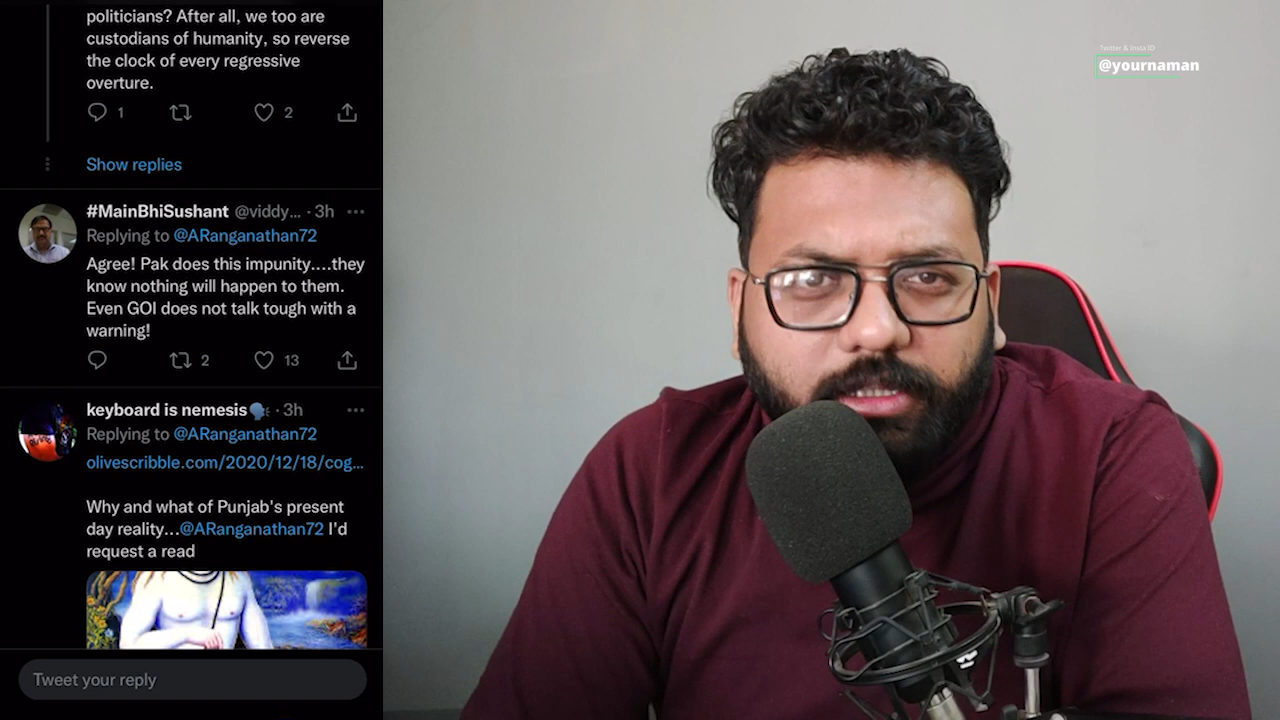 politicians? After all, we too are
custodians of humanity, so reverse
the clock of every regressive
overture.
1
2
Show replies
#MainBhiSushant @viddy... · 3h
Replying to @ARanganathan72
Agree! Pak does this impunity....they
know nothing will happen to them.
Even GOI does not talk tough with a
warning!
2
13
keyboard is nemesis🗣 · 3h
Replying to @ARanganathan72
olivescribble.com/2020/12/18/cog...
Why and what of Punjab's present
day reality...@ARanganathan72 I'd
request a read
Tweet your reply
Twitter & Insta ID
@yournaman